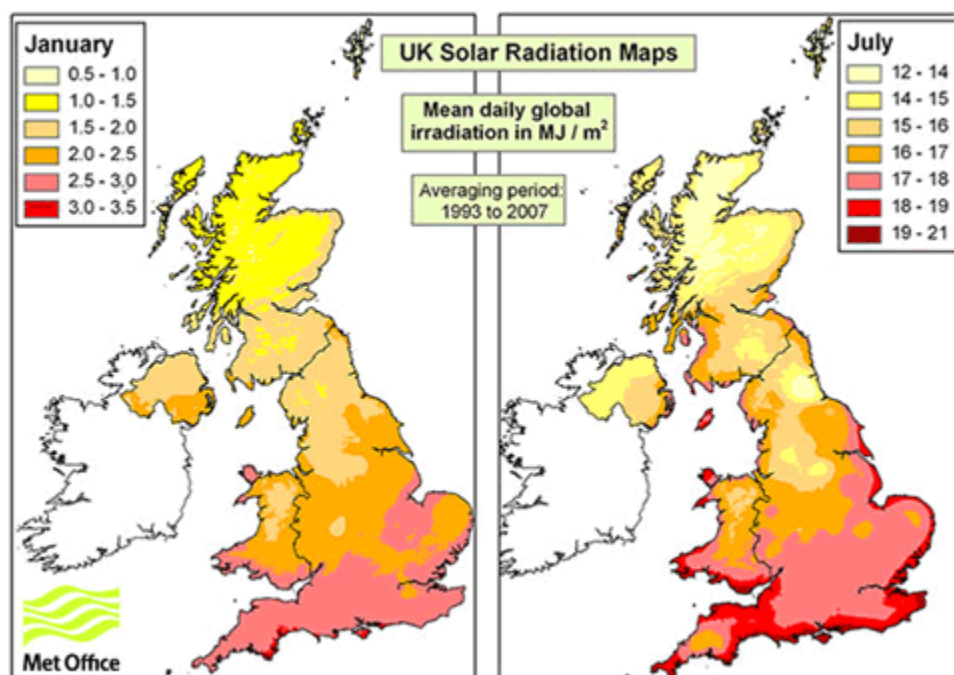 January
0.5 - 1.0
1.0 - 1.5
1.5 - 2.0
2.0 - 2.5
2.5 - 3.0
3.0 - 3.5
UK Solar Radiation Maps
Mean daily global
irradiation in MJ / m²
Averaging period:
1993 to 2007
July
12 - 14
14 - 15
15 - 16
16 - 17
17 - 18
18 - 19
19 - 21
Met Office